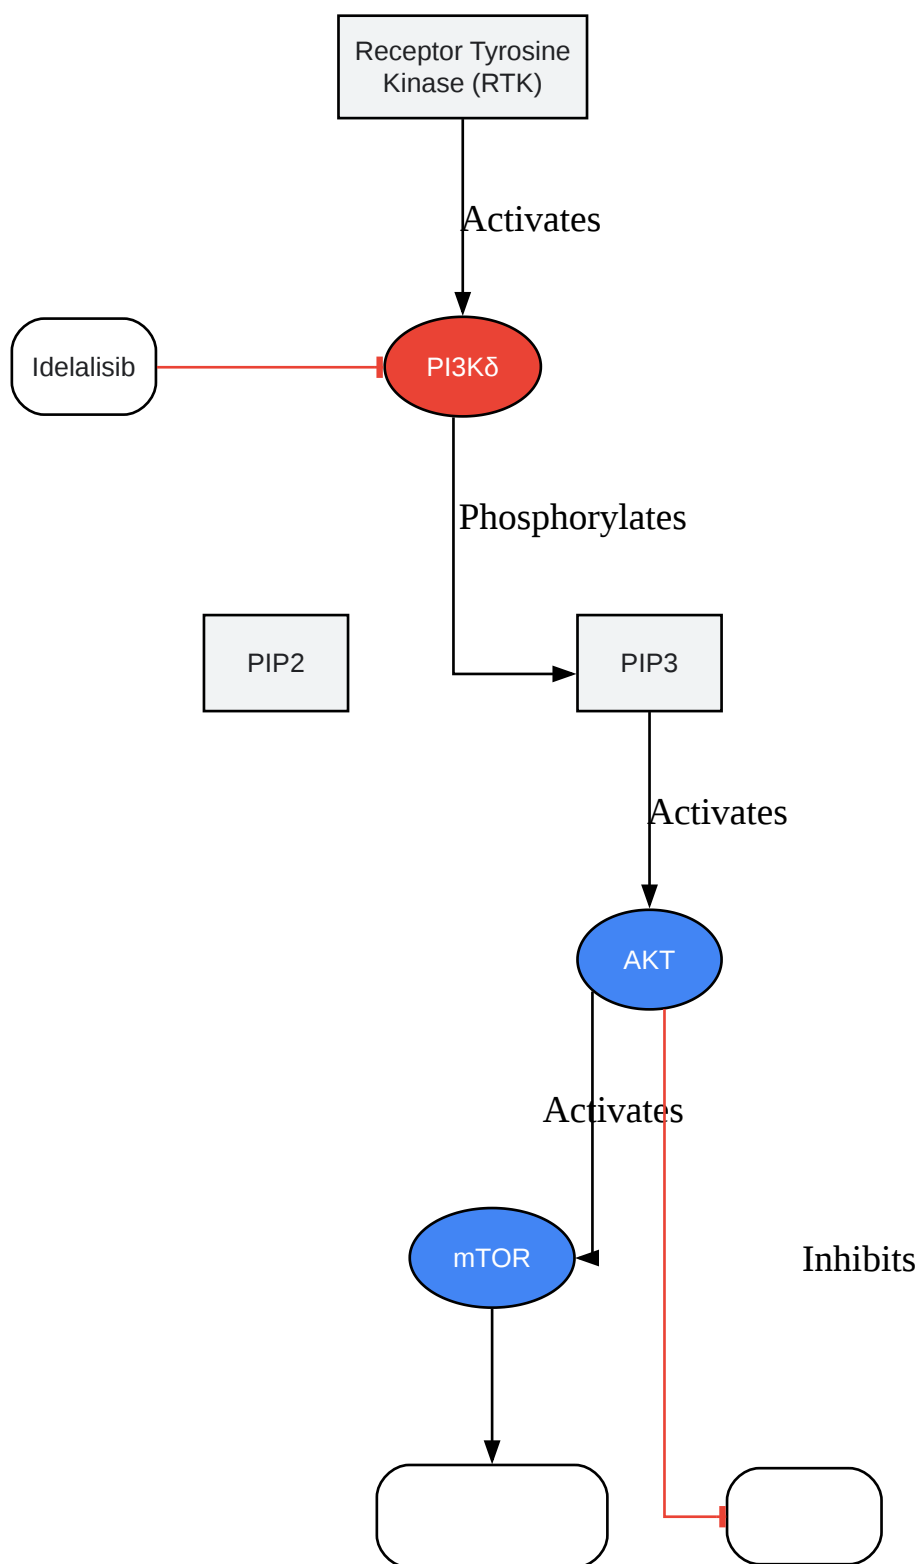 Receptor Tyrosine
Kinase (RTK)
Activates
Idelalisib
PI3Kδ
Phosphorylates
PIP2
PIP3
Activates
AKT
Activates
mTOR
Inhibits